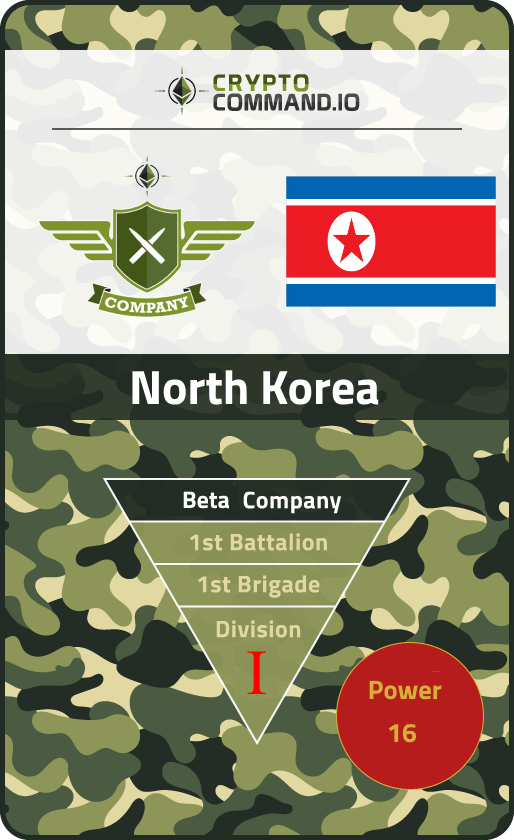 CRYPTO
COMMAND.IO
COMPANY
North Korea
Beta Company
1st Battalion
1st Brigade
Division
I
Power
16